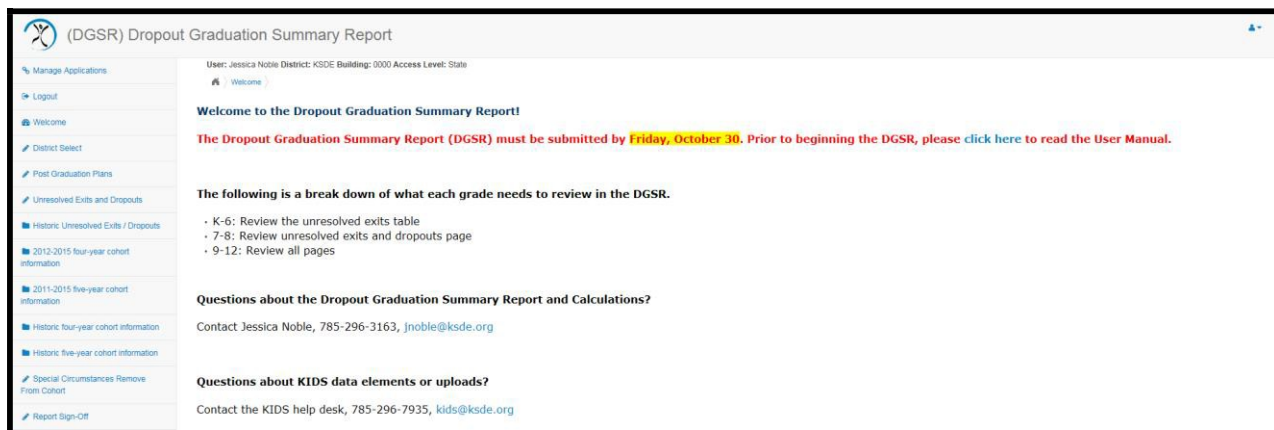 (DGSR) Dropout Graduation Summary Report
Manage Applications
Logout
Welcome
District Select
Post Graduation Plans
Unresolved Exits and Dropouts
Historic Unresolved Exits / Dropouts
2012-2015 four-year cohort
information
2011-2015 five-year cohort
information
Historic four-year cohort information
Historic five-year cohort information
Special Circumstances Remove
From Cohort
Report Sign-Off
User: Jessica Noble District: KSDE Building: 0000 Access Level: State
Welcome
Welcome to the Dropout Graduation Summary Report!
The Dropout Graduation Summary Report (DGSR) must be submitted by Friday, October 30. Prior to beginning the DGSR, please click here to read the User Manual.
The following is a break down of what each grade needs to review in the DGSR.
• K-6: Review the unresolved exits table
• 7-8: Review unresolved exits and dropouts page
• 9-12: Review all pages
Questions about the Dropout Graduation Summary Report and Calculations?
Contact Jessica Noble, 785-296-3163, jnoble@ksde.org
Questions about KIDS data elements or uploads?
Contact the KIDS help desk, 785-296-7935, kids@ksde.org